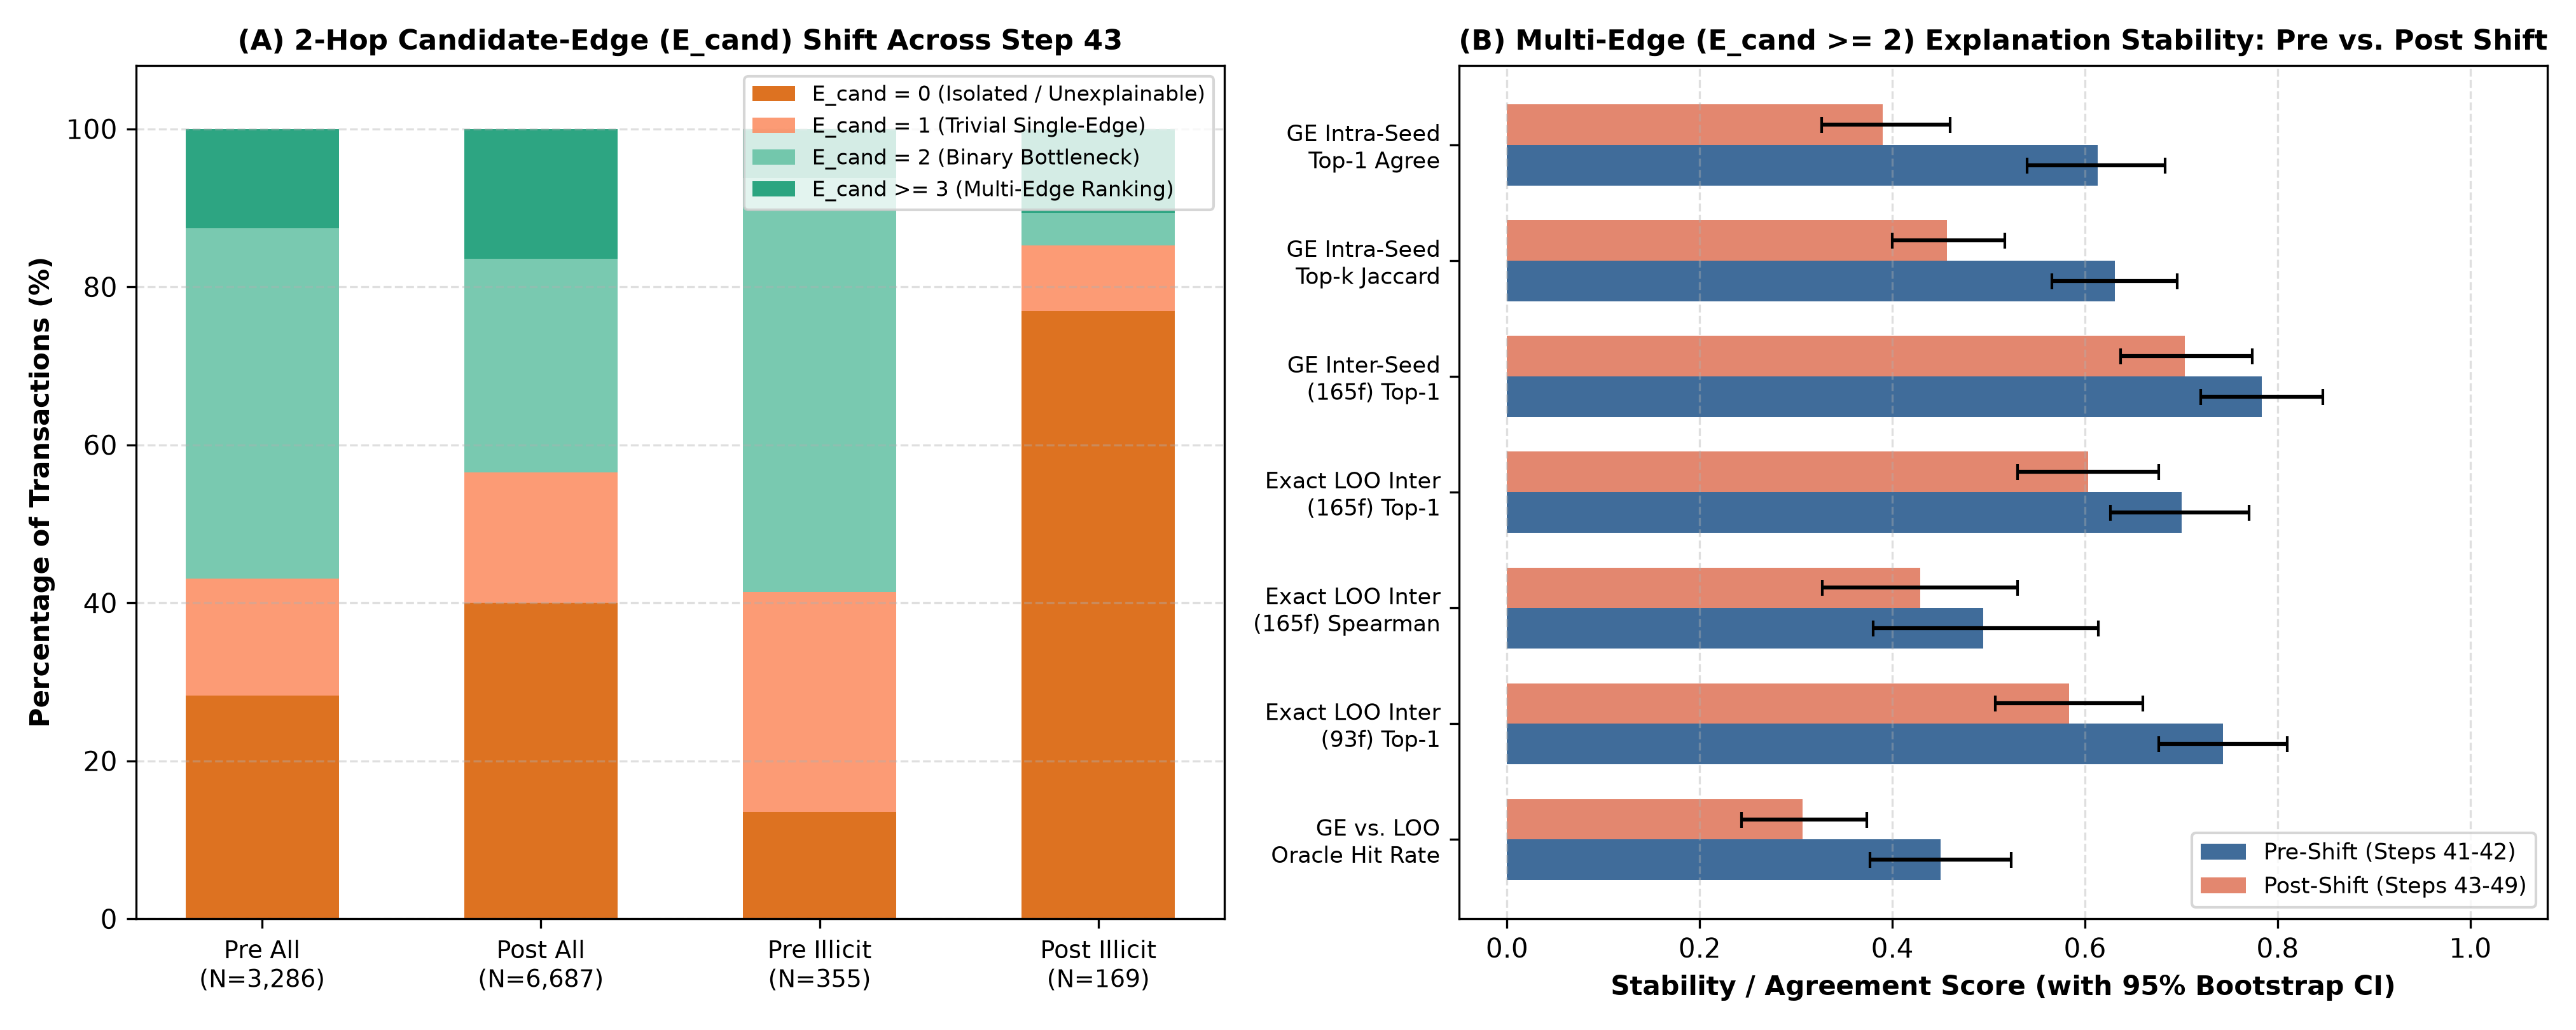 (A) 2-Hop Candidate-Edge (E_cand) Shift Across Step 43
Percentage of Transactions (%)
100
80
60
40
20
0
E_cand = 0 (Isolated / Unexplainable)
E_cand = 1 (Trivial Single-Edge)
E_cand = 2 (Binary Bottleneck)
E_cand >= 3 (Multi-Edge Ranking)
Pre All
(N=3,286)
Post All
(N=6,687)
Pre Illicit
(N=355)
Post Illicit
(N=169)
(B) Multi-Edge (E_cand >= 2) Explanation Stability: Pre vs. Post Shift
GE Intra-Seed
Top-1 Agree
GE Intra-Seed
Top-k Jaccard
GE Inter-Seed
(165f) Top-1
Exact LOO Inter
(165f) Top-1
Exact LOO Inter
(165f) Spearman
Exact LOO Inter
(93f) Top-1
GE vs. LOO
Oracle Hit Rate
Pre-Shift (Steps 41-42)
Post-Shift (Steps 43-49)
0.0
0.2
0.4
0.6
0.8
1.0
Stability / Agreement Score (with 95% Bootstrap CI)